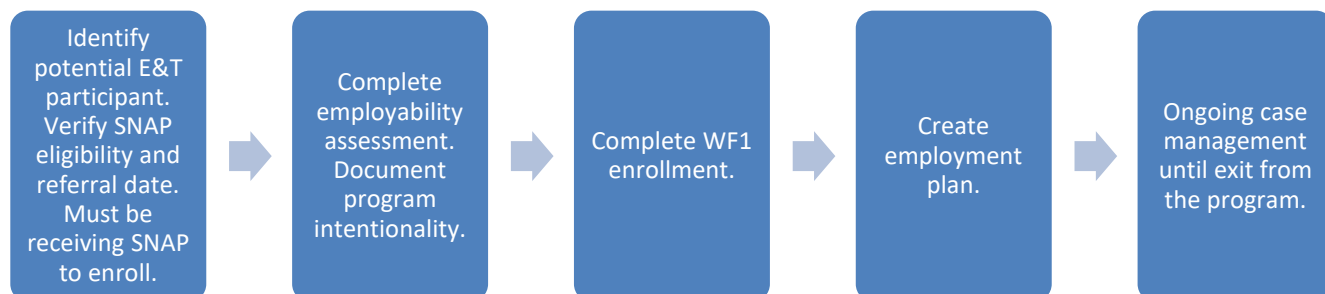 Identify
potential E&T
participant.
Verify SNAP
eligibility and
referral date.
Must be
receiving SNAP
to enroll.
Complete
employability
assessment.
Document
program
intentionality.
Complete WF1
enrollment.
Create
employment
plan.
Ongoing case
management
until exit from
the program.